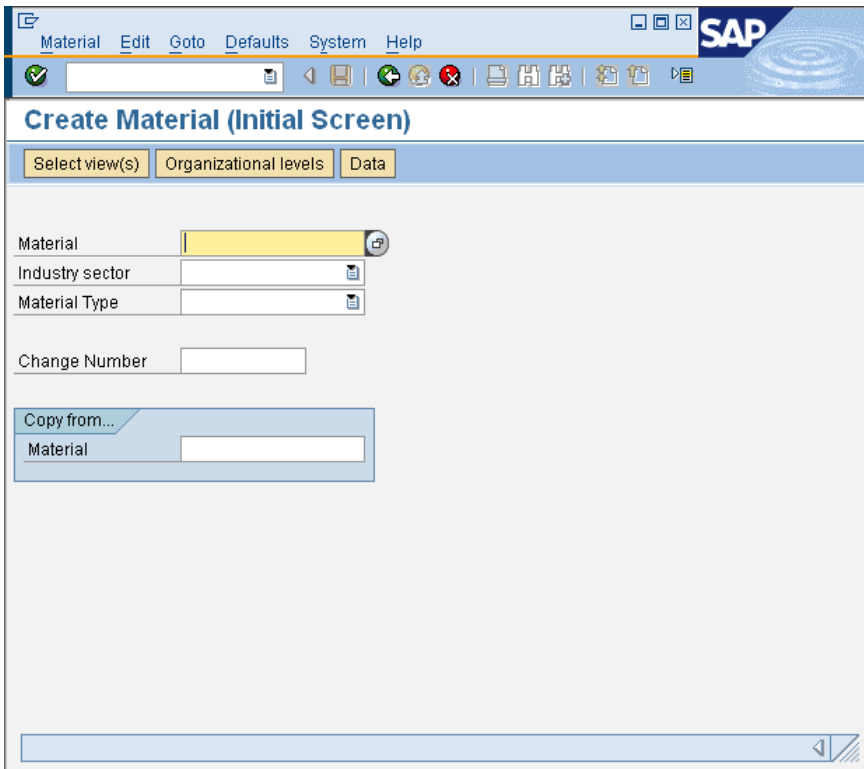 Material Edit Goto Defaults System Help
SAP
Create Material (Initial Screen)
Select view(s) Organizational levels Data
Material
Industry sector
Material Type
Change Number
Copy from...
Material